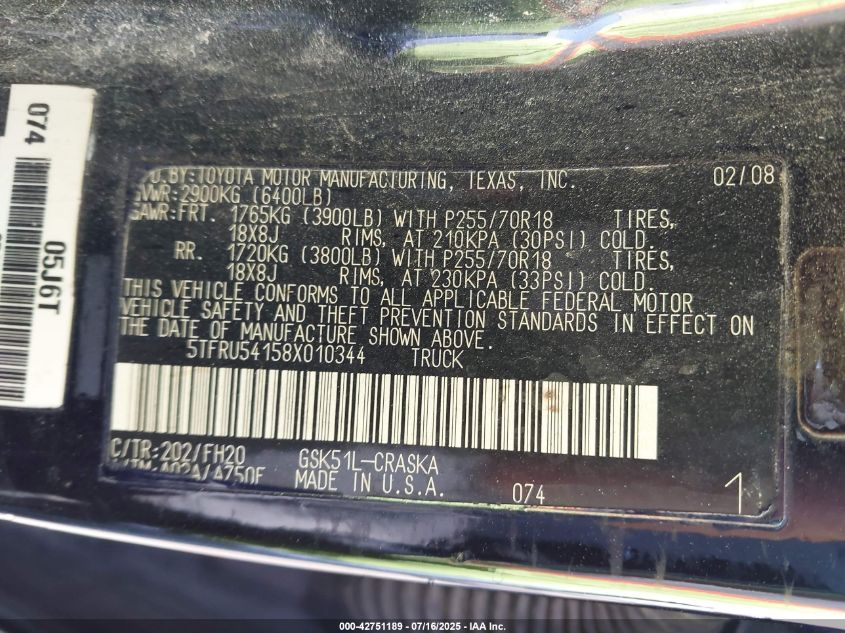 074
05J6T
BY: TOYOTA MOTOR MANUFACTURING, TEXAS, INC. 02/08
GVWR: 2900KG (6400LB)
GAWR: FRT. 1765KG (3900LB) WITH P255/70R18 TIRES,
18X8J RIMS, AT 210KPA (30PSI) COLD.
RR. 1720KG (3800LB) WITH P255/70R18 TIRES,
18X8J RIMS, AT 230KPA (33PSI) COLD.
THIS VEHICLE CONFORMS TO ALL APPLICABLE FEDERAL MOTOR
VEHICLE SAFETY AND THEFT PREVENTION STANDARDS IN EFFECT ON
THE DATE OF MANUFACTURE SHOWN ABOVE.
5TFRU54158X010344 TRUCK
C/TR: 202/FH20 GSK51L-CRASKA
A02A/A750F MADE IN U.S.A. 074 1
000-42751189 - 07/16/2025 - IAA Inc.